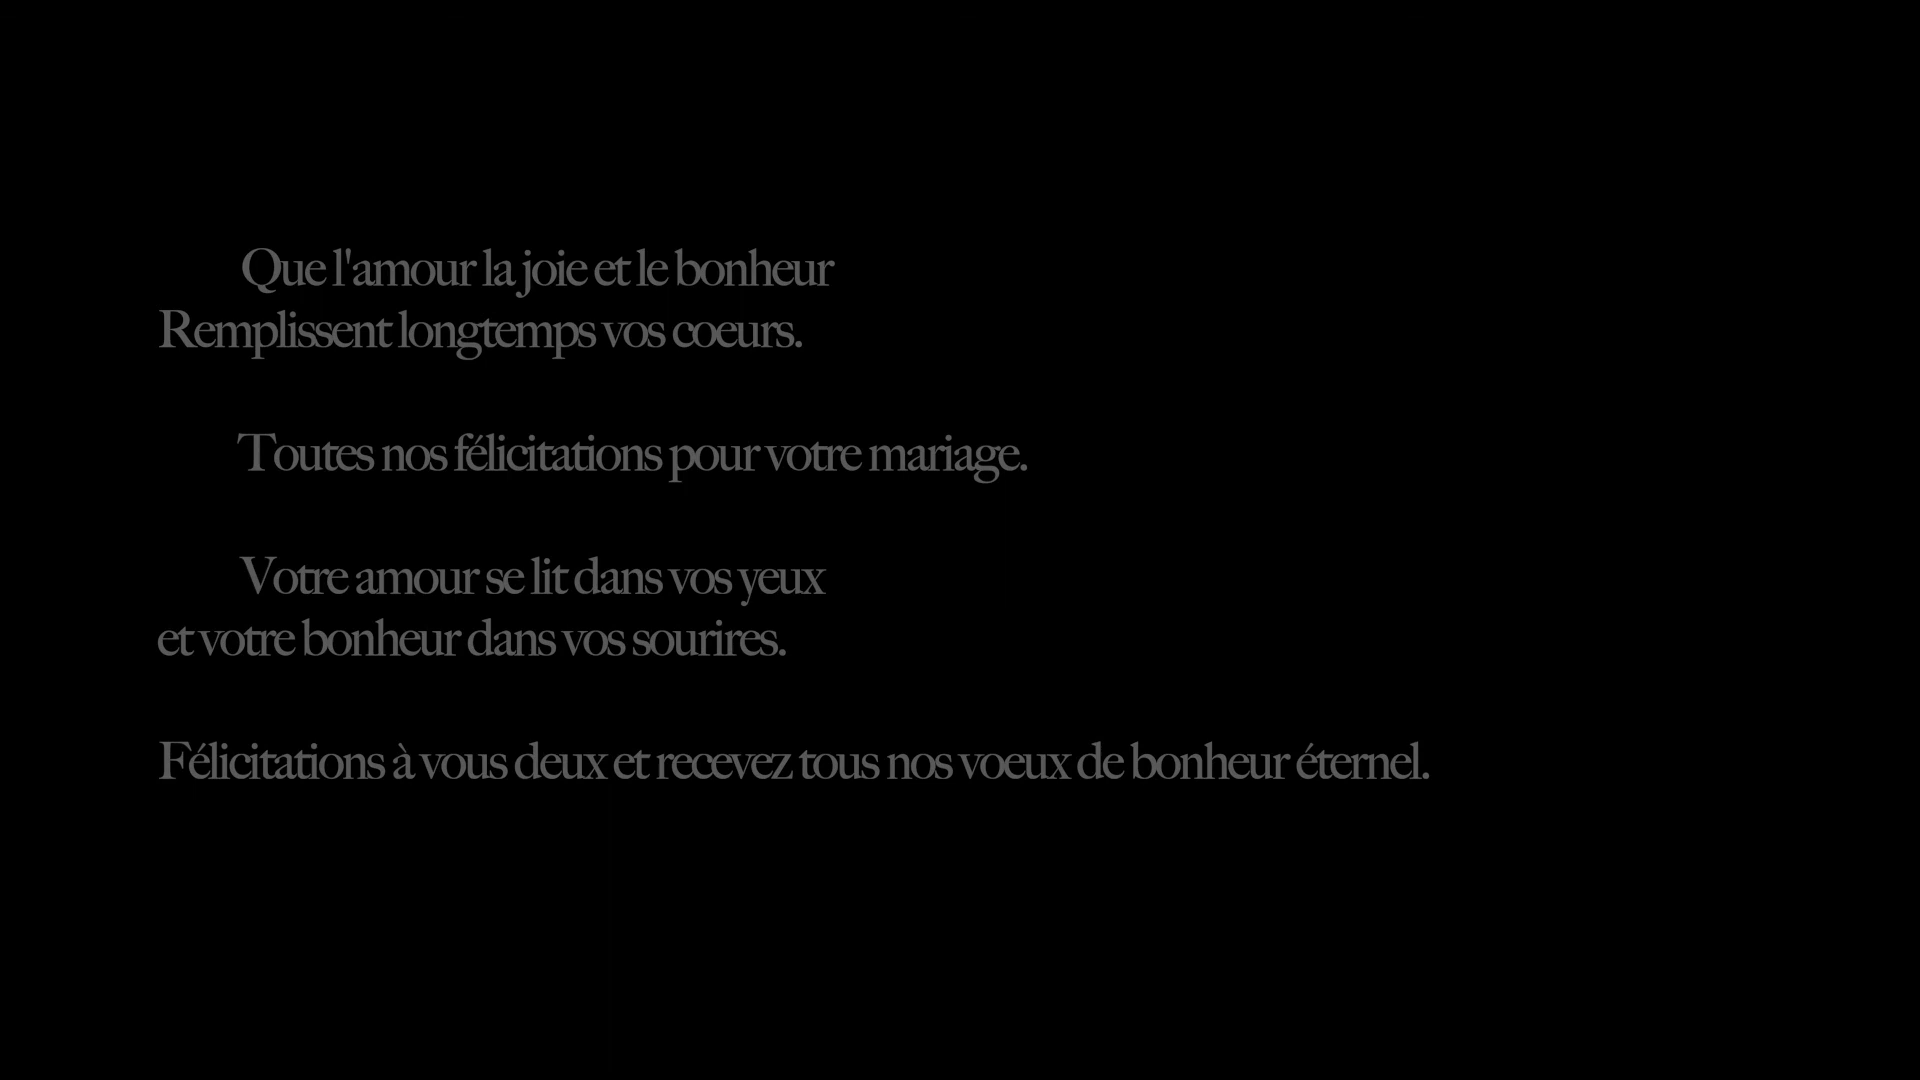 Que l'amour la joie et le bonheur
Remplissent longtemps vos coeurs.
Toutes nos félicitations pour votre mariage.
Votre amour se lit dans vos yeux
et votre bonheur dans vos sourires.
Félicitations à vous deux et recevez tous nos voeux de bonheur éternel.